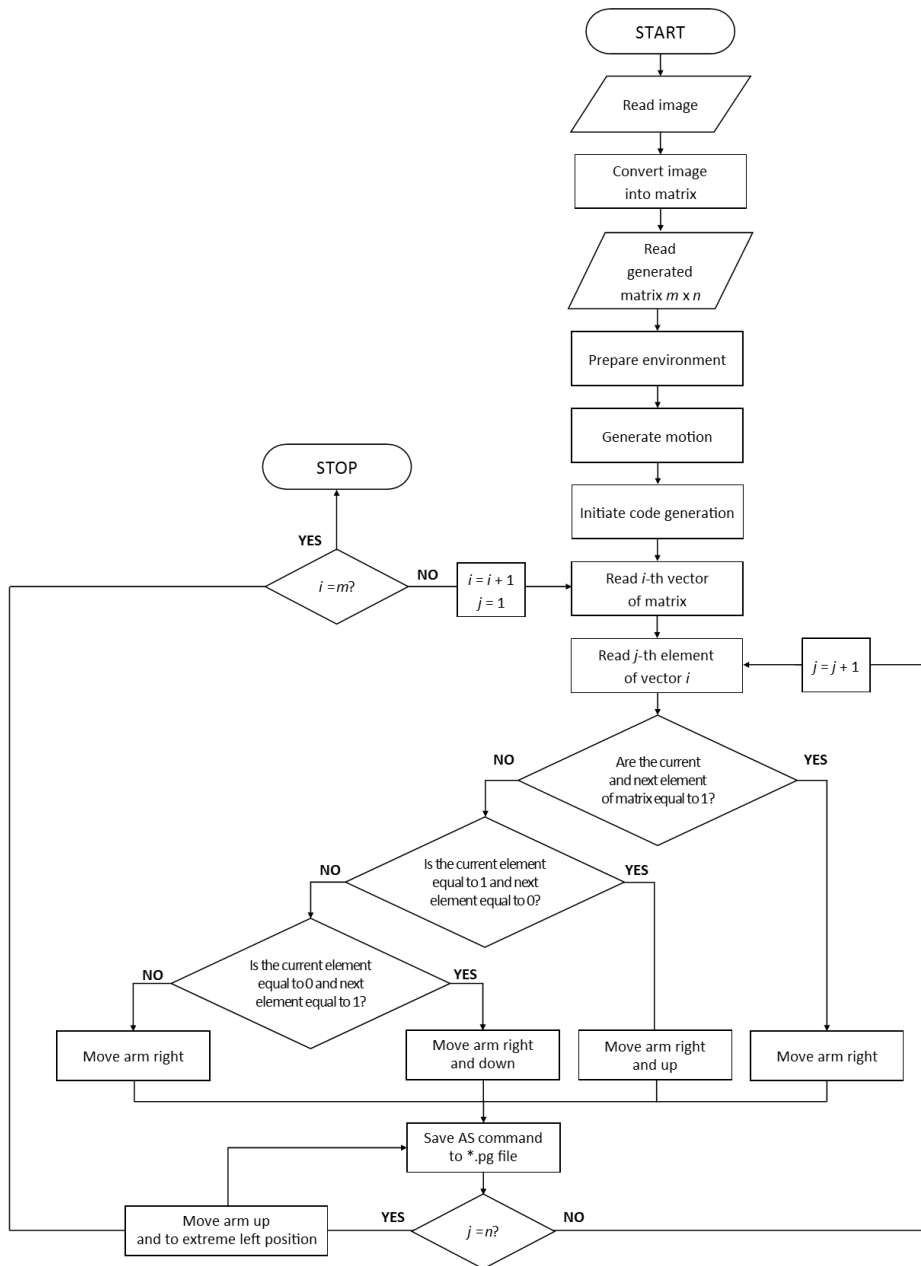 START
Read image
Convert image
into matrix
Read
generated
matrix m x n
Prepare environment
Generate motion
STOP
Initiate code generation
YES
i =m?
NO
i = i + 1
j = 1
Read i-th vector
of matrix
Read j-th element
of vector i
j = j + 1
NO
Are the current
and next element
of matrix equal to 1?
YES
NO
Is the current element
equal to 1 and next
element equal to 0?
YES
NO
Is the current element
equal to 0 and next
element equal to 1?
YES
Move arm right
Move arm right
and down
Move arm right
and up
Move arm right
Save AS command
to *.pg file
Move arm up
and to extreme left position
YES
j =n?
NO